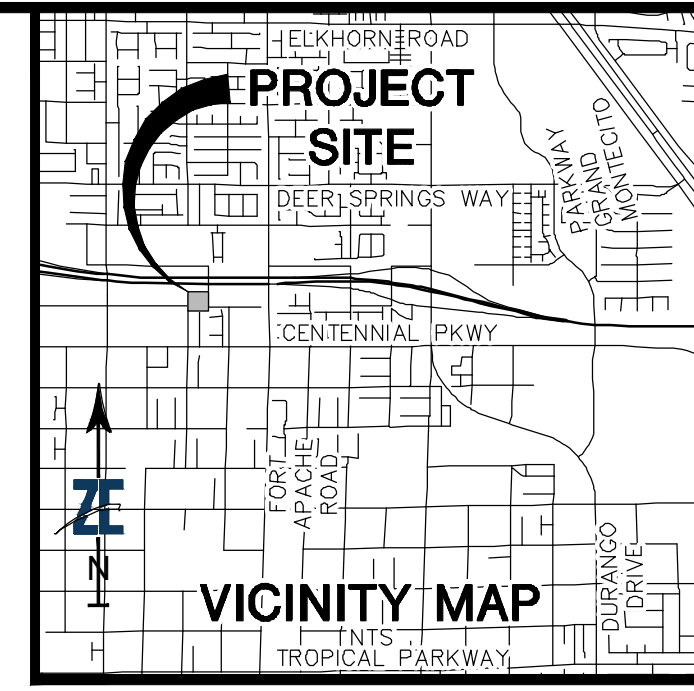 ELKHORN ROAD
PROJECT
SITE
PARKWAY
GRAND
MONTECITO
DEER SPRINGS WAY
CENTENNIAL PKWY
FORT
APACHE
ROAD
ZE
N
DURANGO
DRIVE
VICINITY MAP
NTS
TROPICAL PARKWAY